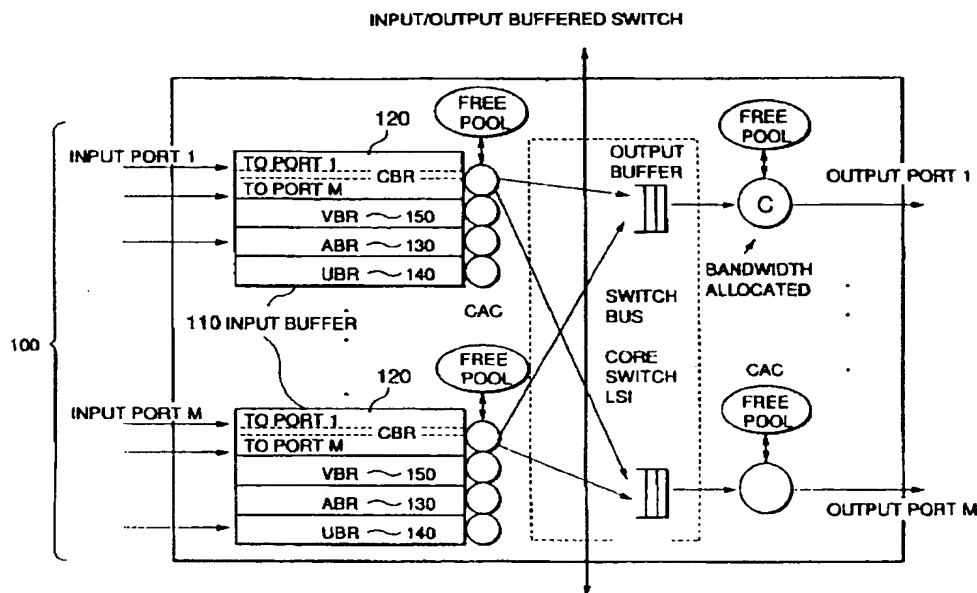 INPUT/OUTPUT BUFFERED SWITCH
FREE
POOL
120
INPUT PORT 1
TO PORT 1
CBR
TO PORT M
VBR 150
ABR 130
UBR 140
CAC
110 INPUT BUFFER
100
FREE
POOL
120
INPUT PORT M
TO PORT 1
CBR
TO PORT M
VBR 150
ABR 130
UBR 140
OUTPUT
BUFFER
SWITCH
BUS
CORE
SWITCH
LSI
FREE
POOL
C
OUTPUT PORT 1
BANDWIDTH
ALLOCATED
CAC
FREE
POOL
OUTPUT PORT M